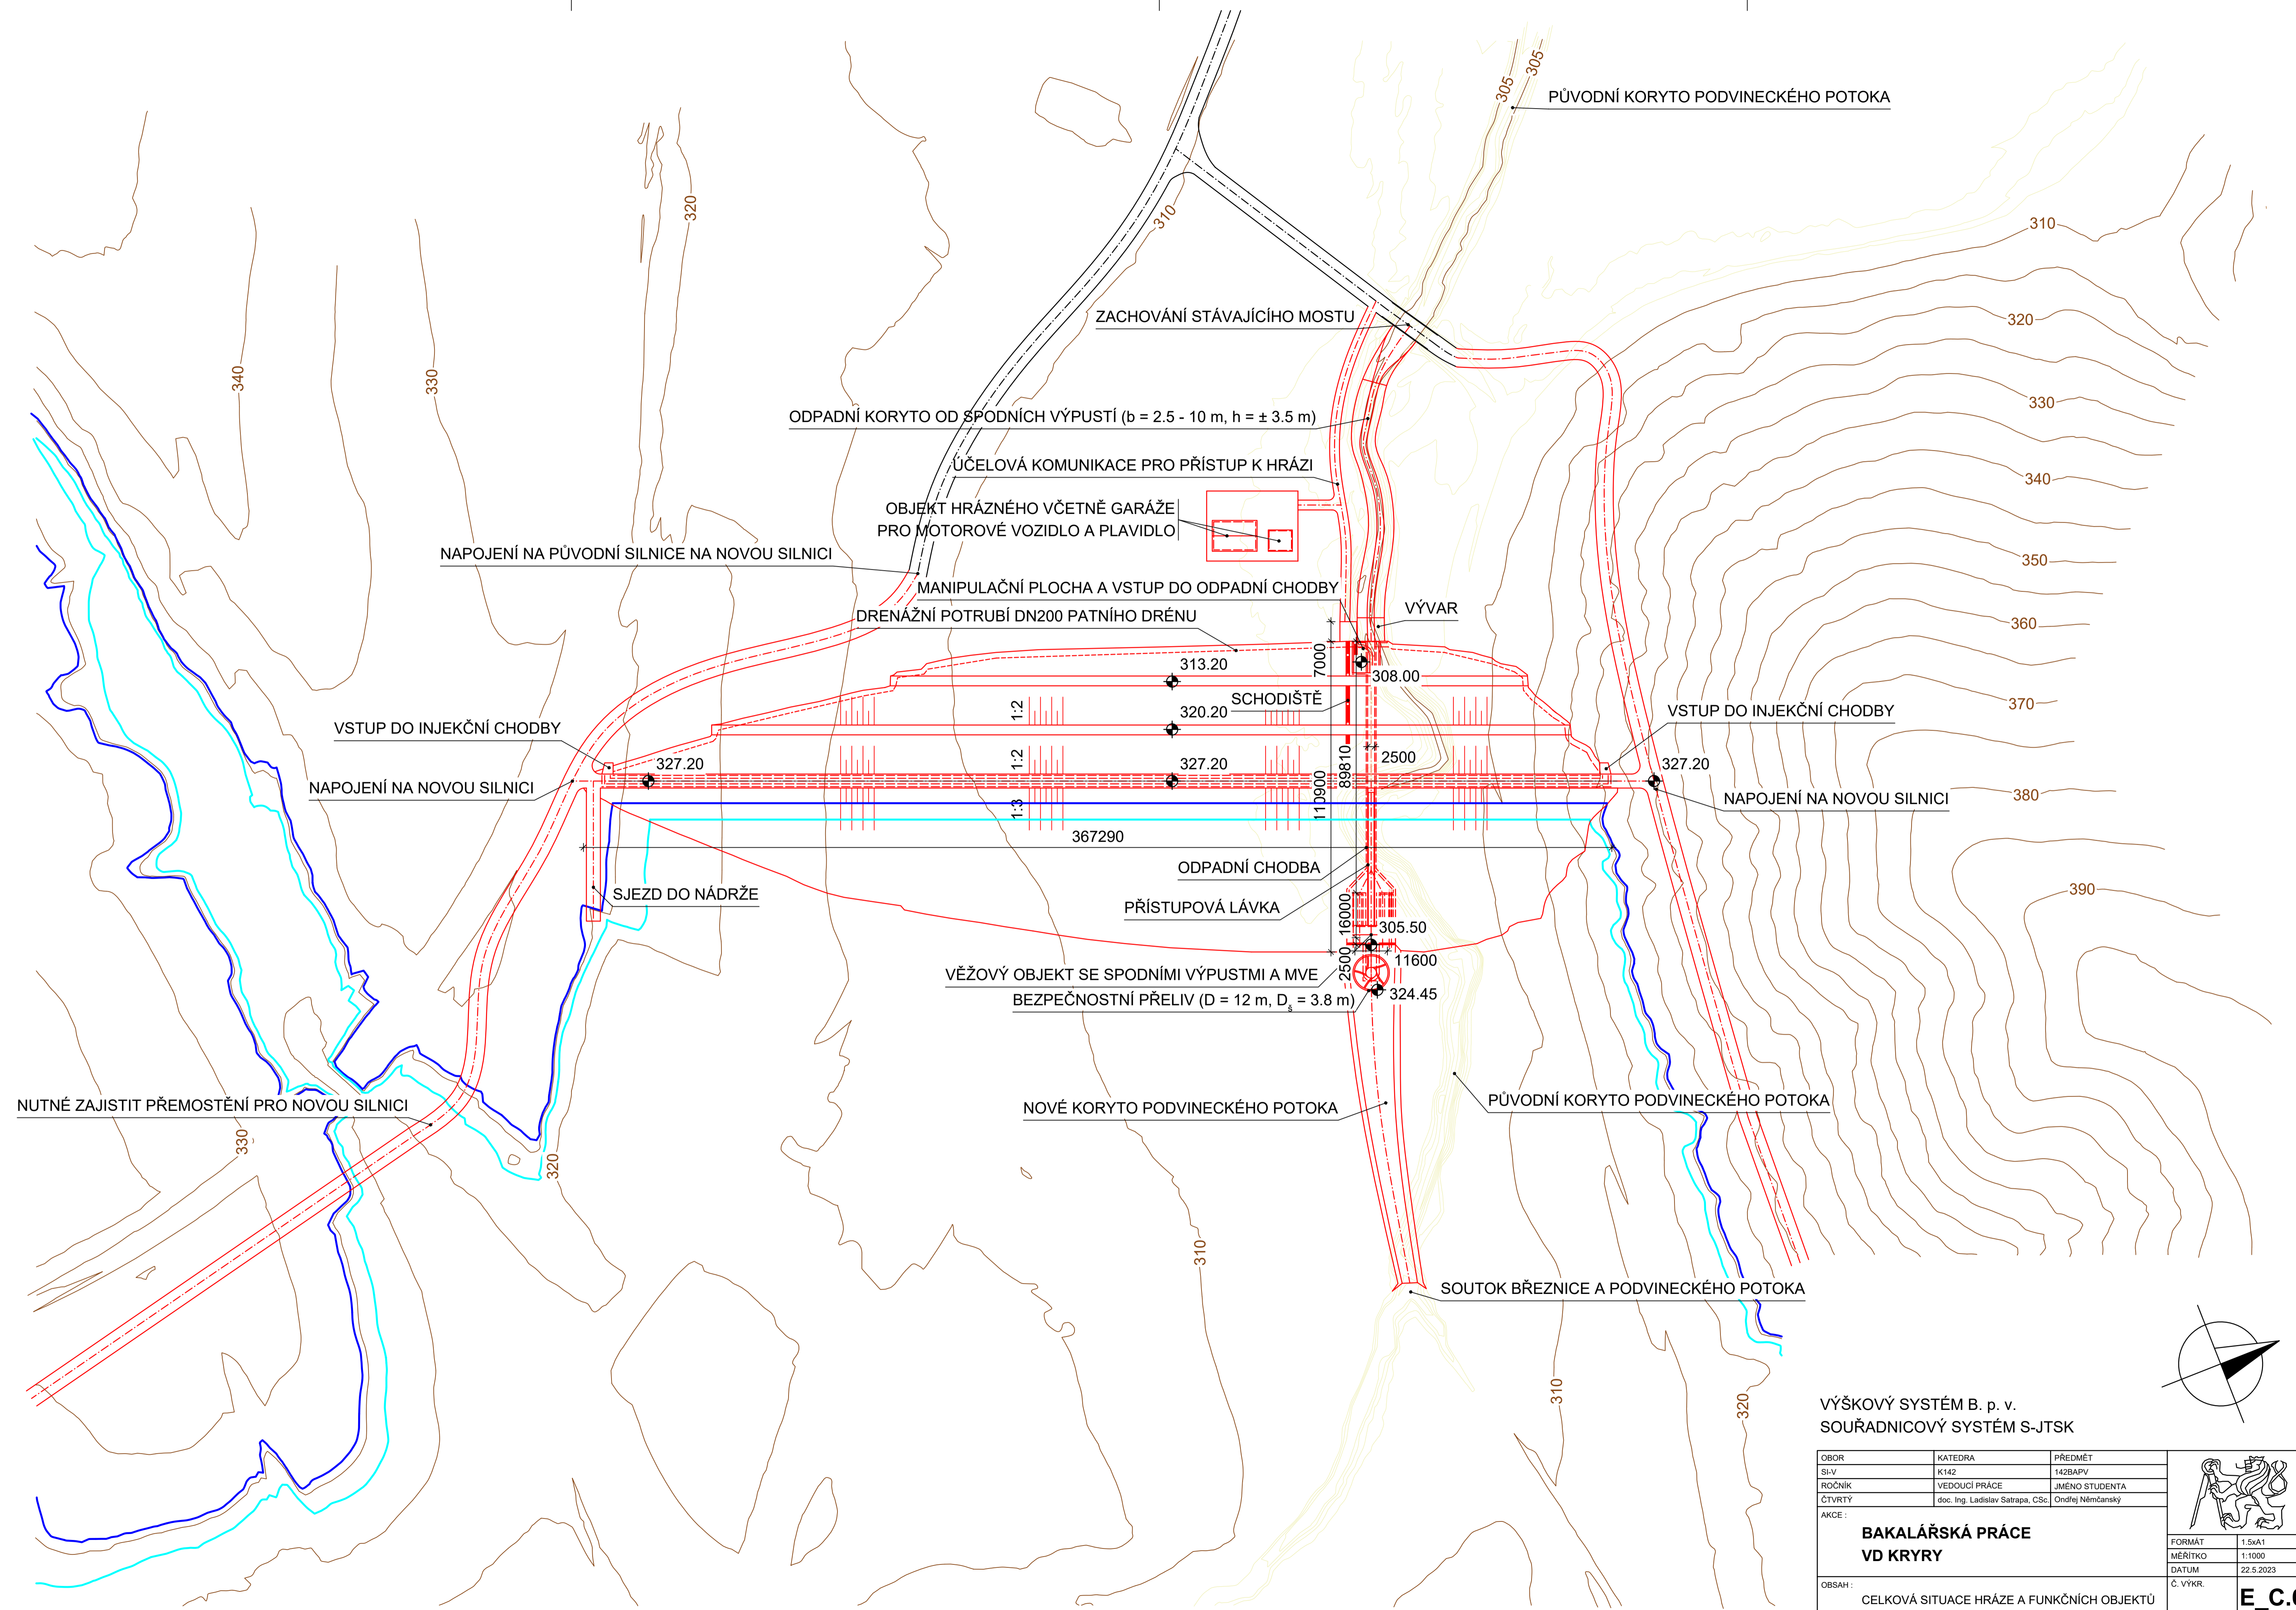 305
305
PŮVODNÍ KORYTO PODVINECKÉHO POTOKA
320
310
310
ZACHOVÁNÍ STÁVAJÍCÍHO MOSTU
320
340
330
330
ODPADNÍ KORYTO OD SPODNÍCH VÝPUSTÍ (b = 2.5 - 10 m, h = ± 3.5 m)
ÚČELOVÁ KOMUNIKACE PRO PŘÍSTUP K HRÁZI
340
OBJEKT HRÁZNÉHO VČETNĚ GARÁŽE
PRO MOTOROVÉ VOZIDLO A PLAVIDLO
NAPOJENÍ NA PŮVODNÍ SILNICE NA NOVOU SILNICI
350
MANIPULAČNÍ PLOCHA A VSTUP DO ODPADNÍ CHODBY
VÝVAR
DRENÁŽNÍ POTRUBÍ DN200 PATNÍHO DRÉNU
360
7000
313.20
308.00
SCHODIŠTĚ
1:2
320.20
VSTUP DO INJEKČNÍ CHODBY
370
VSTUP DO INJEKČNÍ CHODBY
1:2
2500
327.20
327.20
89810
327.20
NAPOJENÍ NA NOVOU SILNICI
110900
NAPOJENÍ NA NOVOU SILNICI
380
1:3
367290
ODPADNÍ CHODBA
SJEZD DO NÁDRŽE
390
PŘÍSTUPOVÁ LÁVKA
16000
305.50
11600
VĚŽOVÝ OBJEKT SE SPODNÍMI VÝPUSTMI A MVE
2500
BEZPEČNOSTNÍ PŘELIV (D = 12 m, Dš = 3.8 m)
324.45
NUTNÉ ZAJISTIT PŘEMOSTĚNÍ PRO NOVOU SILNICI
NOVÉ KORYTO PODVINECKÉHO POTOKA
PŮVODNÍ KORYTO PODVINECKÉHO POTOKA
330
320
310
SOUTOK BŘEZNICE A PODVINECKÉHO POTOKA
310
320
VÝŠKOVÝ SYSTÉM B. p. v.
SOUŘADNICOVÝ SYSTÉM S-JTSK
OBOR KATEDRA PŘEDMĚT
SI-V K142 142BAPV
ROČNÍK VEDOUCÍ PRÁCE JMÉNO STUDENTA
ČTVRTÝ doc. Ing. Ladislav Satrapa, CSc. Ondřej Němčanský
AKCE :
BAKALÁŘSKÁ PRÁCE
VD KRYRY
FORMÁT 1.5xA1
MĚŘÍTKO 1:1000
DATUM 22.5.2023
OBSAH :
CELKOVÁ SITUACE HRÁZE A FUNKČNÍCH OBJEKTŮ
Č. VÝKR.
E_C.